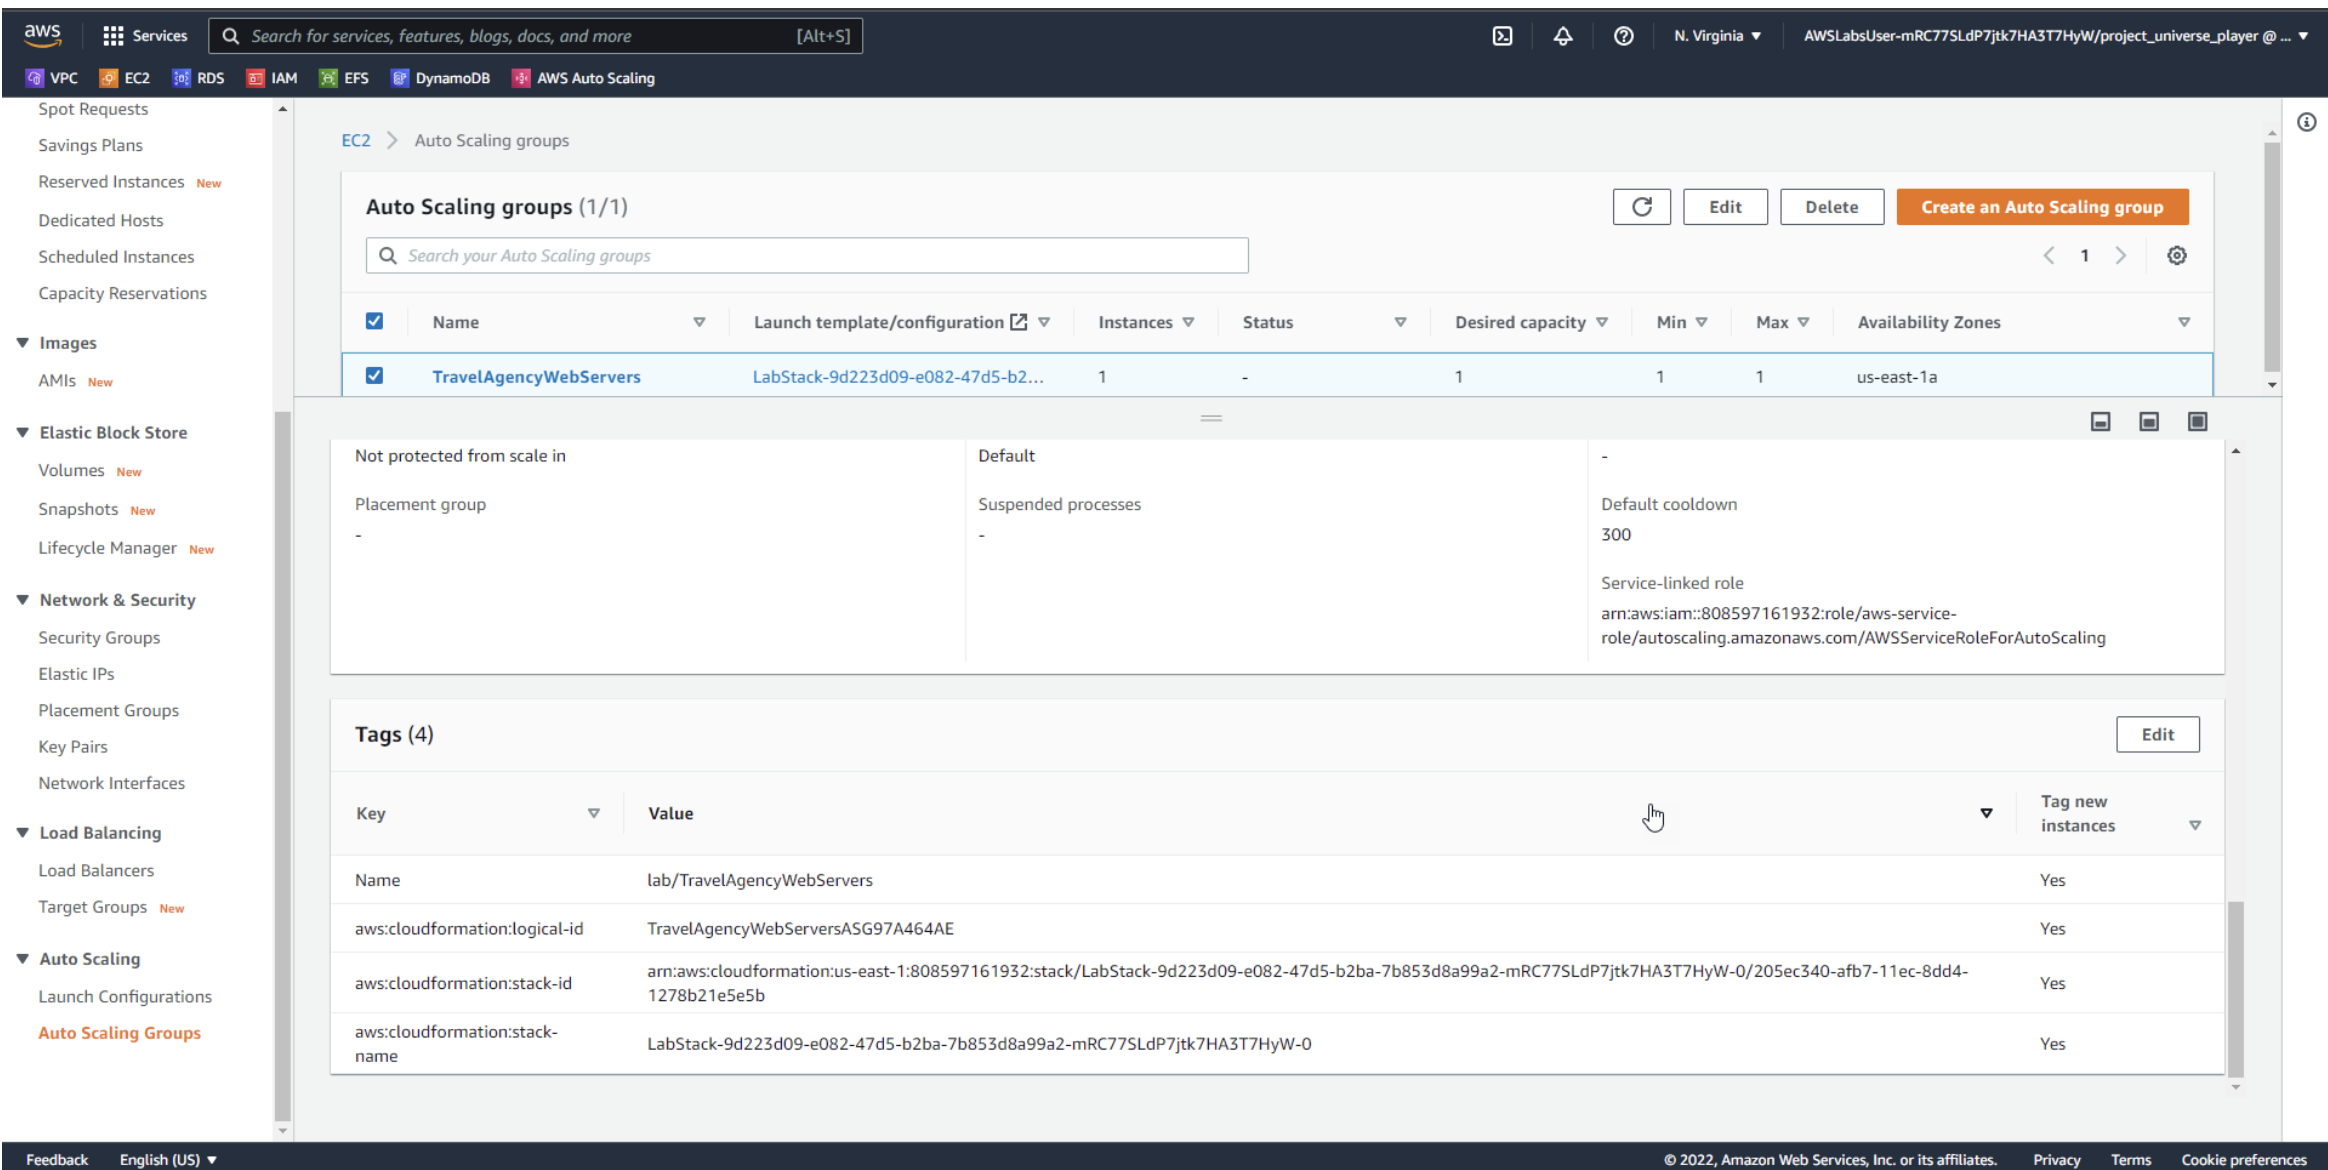 aws
Services
Search for services, features, blogs, docs, and more
[Alt+S]
N. Virginia ▼
AWSLabsUser-mRC77SLdP7jtk7HA3T7HyW/project_universe_player @ ... ▼
VPC
EC2
RDS
IAM
EFS
DynamoDB
AWS Auto Scaling
Spot Requests
Savings Plans
Reserved Instances New
Dedicated Hosts
Scheduled Instances
Capacity Reservations
Images
AMIs New
Elastic Block Store
Volumes New
Snapshots New
Lifecycle Manager New
Network & Security
Security Groups
Elastic IPs
Placement Groups
Key Pairs
Network Interfaces
Load Balancing
Load Balancers
Target Groups New
Auto Scaling
Launch Configurations
Auto Scaling Groups
EC2 > Auto Scaling groups
Auto Scaling groups (1/1)
Edit
Delete
Create an Auto Scaling group
Search your Auto Scaling groups
< 1 >
Name
Launch template/configuration
Instances
Status
Desired capacity
Min
Max
Availability Zones
TravelAgencyWebServers
LabStack-9d223d09-e082-47d5-b2...
1
-
1
1
1
us-east-1a
Not protected from scale in
Default
-
Placement group
-
Suspended processes
-
Default cooldown
300
Service-linked role
arn:aws:iam::808597161932:role/aws-service-
role/autoscaling.amazonaws.com/AWSServiceRoleForAutoScaling
Tags (4)
Edit
Key
Value
Tag new
instances
Name
lab/TravelAgencyWebServers
Yes
aws:cloudformation:logical-id
TravelAgencyWebServersASG97A464AE
Yes
aws:cloudformation:stack-id
arn:aws:cloudformation:us-east-1:808597161932:stack/LabStack-9d223d09-e082-47d5-b2ba-7b853d8a99a2-mRC77SLdP7jtk7HA3T7HyW-0/205ec340-afb7-11ec-8dd4-
1278b21e5e5b
Yes
aws:cloudformation:stack-
name
LabStack-9d223d09-e082-47d5-b2ba-7b853d8a99a2-mRC77SLdP7jtk7HA3T7HyW-0
Yes
Feedback
English (US) ▼
© 2022, Amazon Web Services, Inc. or its affiliates.
Privacy
Terms
Cookie preferences